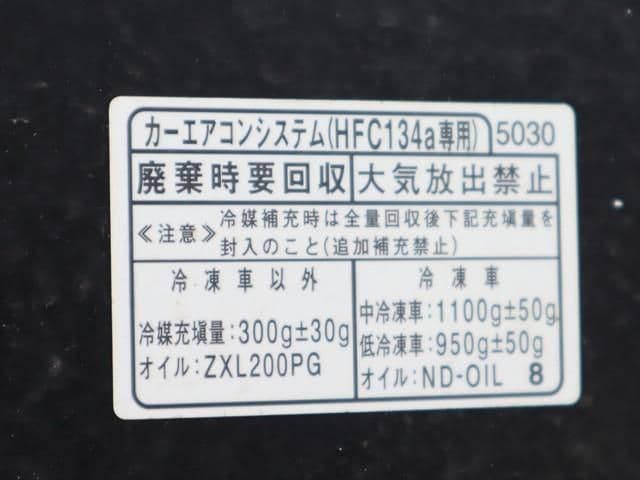 カーエアコンシステム(HFC134a専用) 5030
廃棄時要回収 大気放出禁止
≪注意≫ 冷媒補充時は全量回収後下記充填量を
封入のこと(追加補充禁止)
冷凍車以外
冷媒充填量:300g±30g
オイル:ZXL200PG
冷凍車
中冷凍車:1100g±50g
低冷凍車:950g±50g
オイル:ND-OIL 8